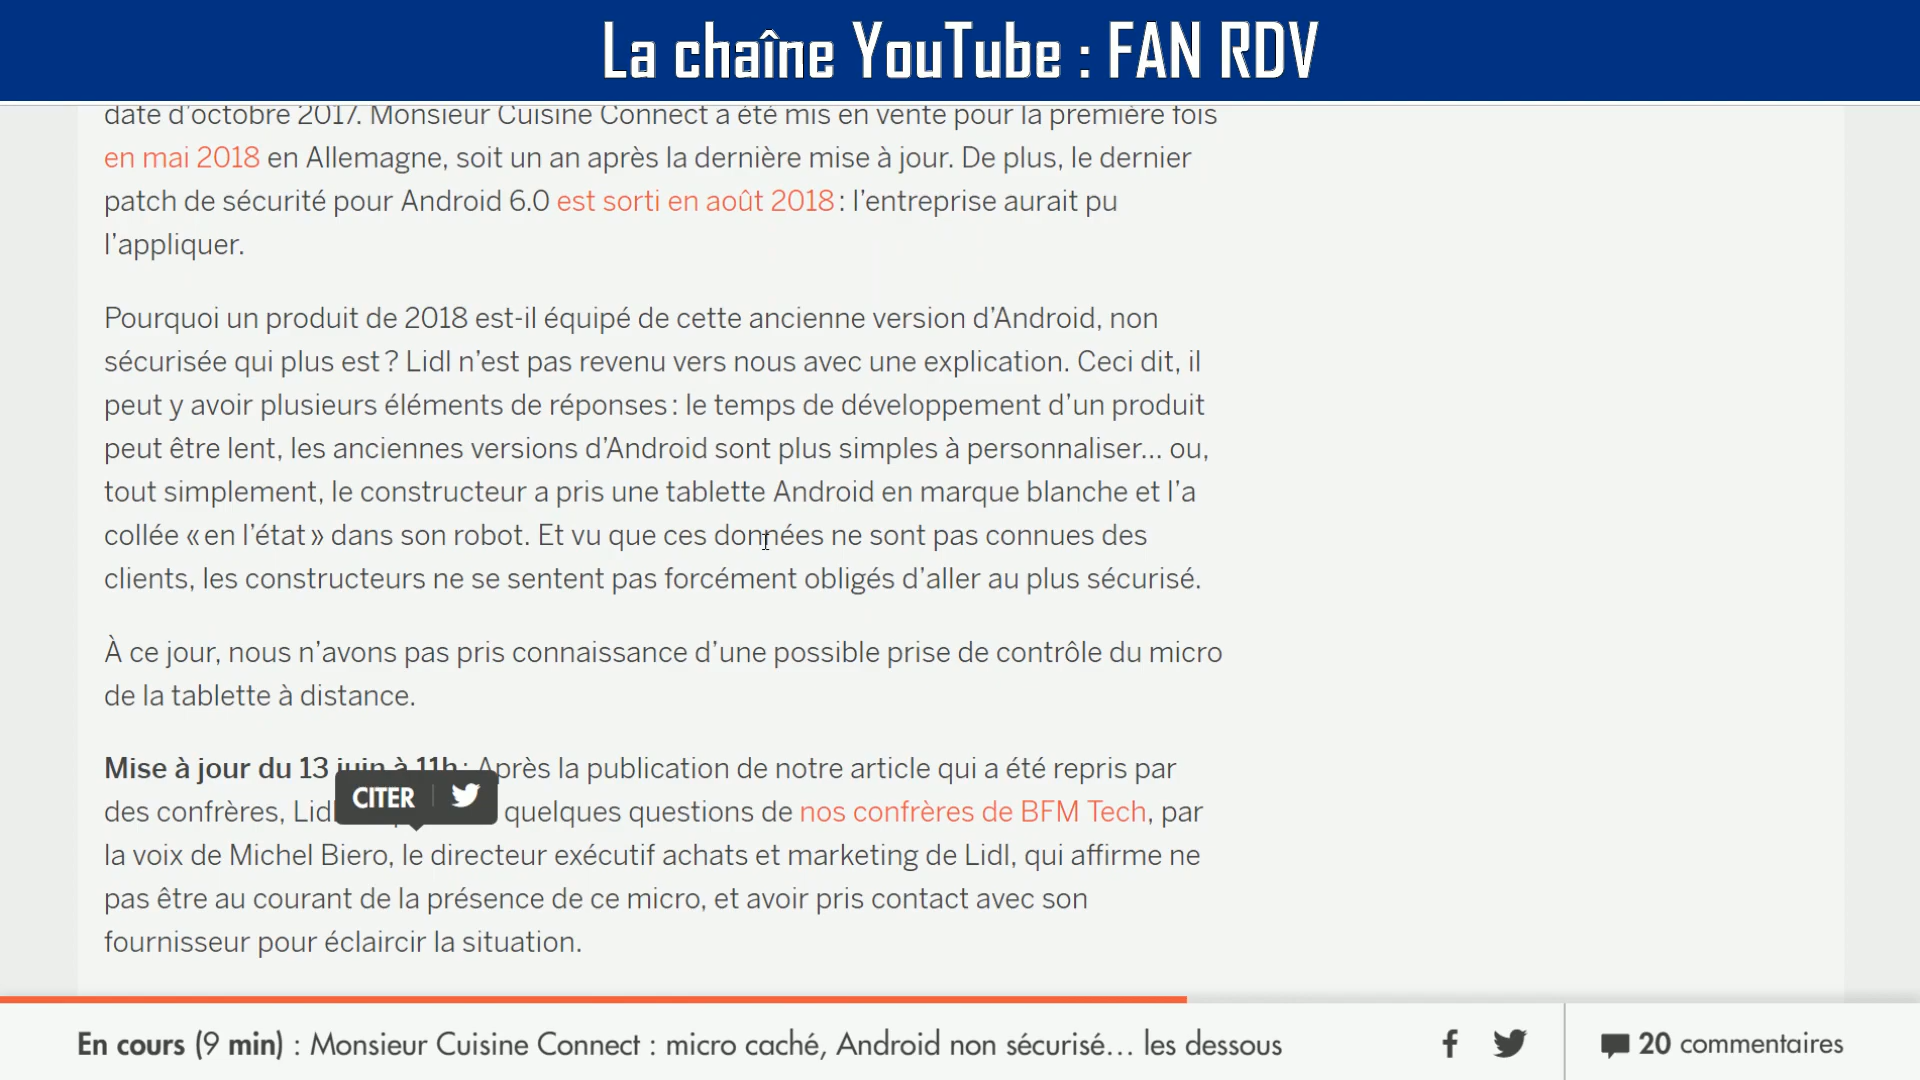 La chaîne YouTube : FAN RDV
date d’octobre 2017. Monsieur Cuisine Connect a été mis en vente pour la première fois
en mai 2018 en Allemagne, soit un an après la dernière mise à jour. De plus, le dernier
patch de sécurité pour Android 6.0 est sorti en août 2018 : l’entreprise aurait pu
l’appliquer.
Pourquoi un produit de 2018 est-il équipé de cette ancienne version d’Android, non
sécurisée qui plus est ? Lidl n’est pas revenu vers nous avec une explication. Ceci dit, il
peut y avoir plusieurs éléments de réponses : le temps de développement d’un produit
peut être lent, les anciennes versions d’Android sont plus simples à personnaliser… ou,
tout simplement, le constructeur a pris une tablette Android en marque blanche et l’a
collée « en l’état » dans son robot. Et vu que ces données ne sont pas connues des
clients, les constructeurs ne se sentent pas forcément obligés d’aller au plus sécurisé.
À ce jour, nous n’avons pas pris connaissance d’une possible prise de contrôle du micro
de la tablette à distance.
Mise à jour du 13 juin à 11h : Après la publication de notre article qui a été repris par
CITER
des confrères, Lidl quelques questions de nos confrères de BFM Tech, par
la voix de Michel Biero, le directeur exécutif achats et marketing de Lidl, qui affirme ne
pas être au courant de la présence de ce micro, et avoir pris contact avec son
fournisseur pour éclaircir la situation.
En cours (9 min) : Monsieur Cuisine Connect : micro caché, Android non sécurisé… les dessous
20 commentaires